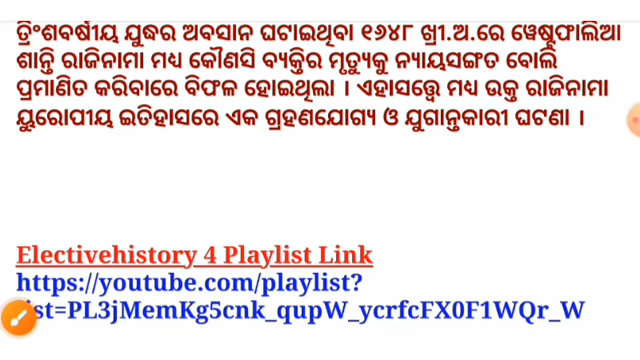 ତ୍ରିଂଶବର୍ଷୀୟ ଯୁଦ୍ଧର ଅବସାନ ଘଟାଇଥିବା ୧୬୪୮ ଖ୍ରୀ.ଅ.ରେ ୱେଷ୍ଟଫାଲିଆ
ଶାନ୍ତି ରାଜିନାମା ମଧ୍ୟ କୌଣସି ବ୍ୟକ୍ତିର ମୃତ୍ୟୁକୁ ନ୍ୟାୟସଙ୍ଗତ ବୋଲି
ପ୍ରମାଣିତ କରିବାରେ ବିଫଳ ହୋଇଥିଲା । ଏହାସତ୍ତ୍ୱେ ମଧ୍ୟ ଉକ୍ତ ରାଜିନାମା
ୟୁରୋପୀୟ ଇତିହାସରେ ଏକ ଗ୍ରହଣଯୋଗ୍ୟ ଓ ଯୁଗାନ୍ତକାରୀ ଘଟଣା ।
Electivehistory 4 Playlist Link
https://youtube.com/playlist?
ist=PL3jMemKg5cnk_qupW_ycrfcFX0F1WQr_W